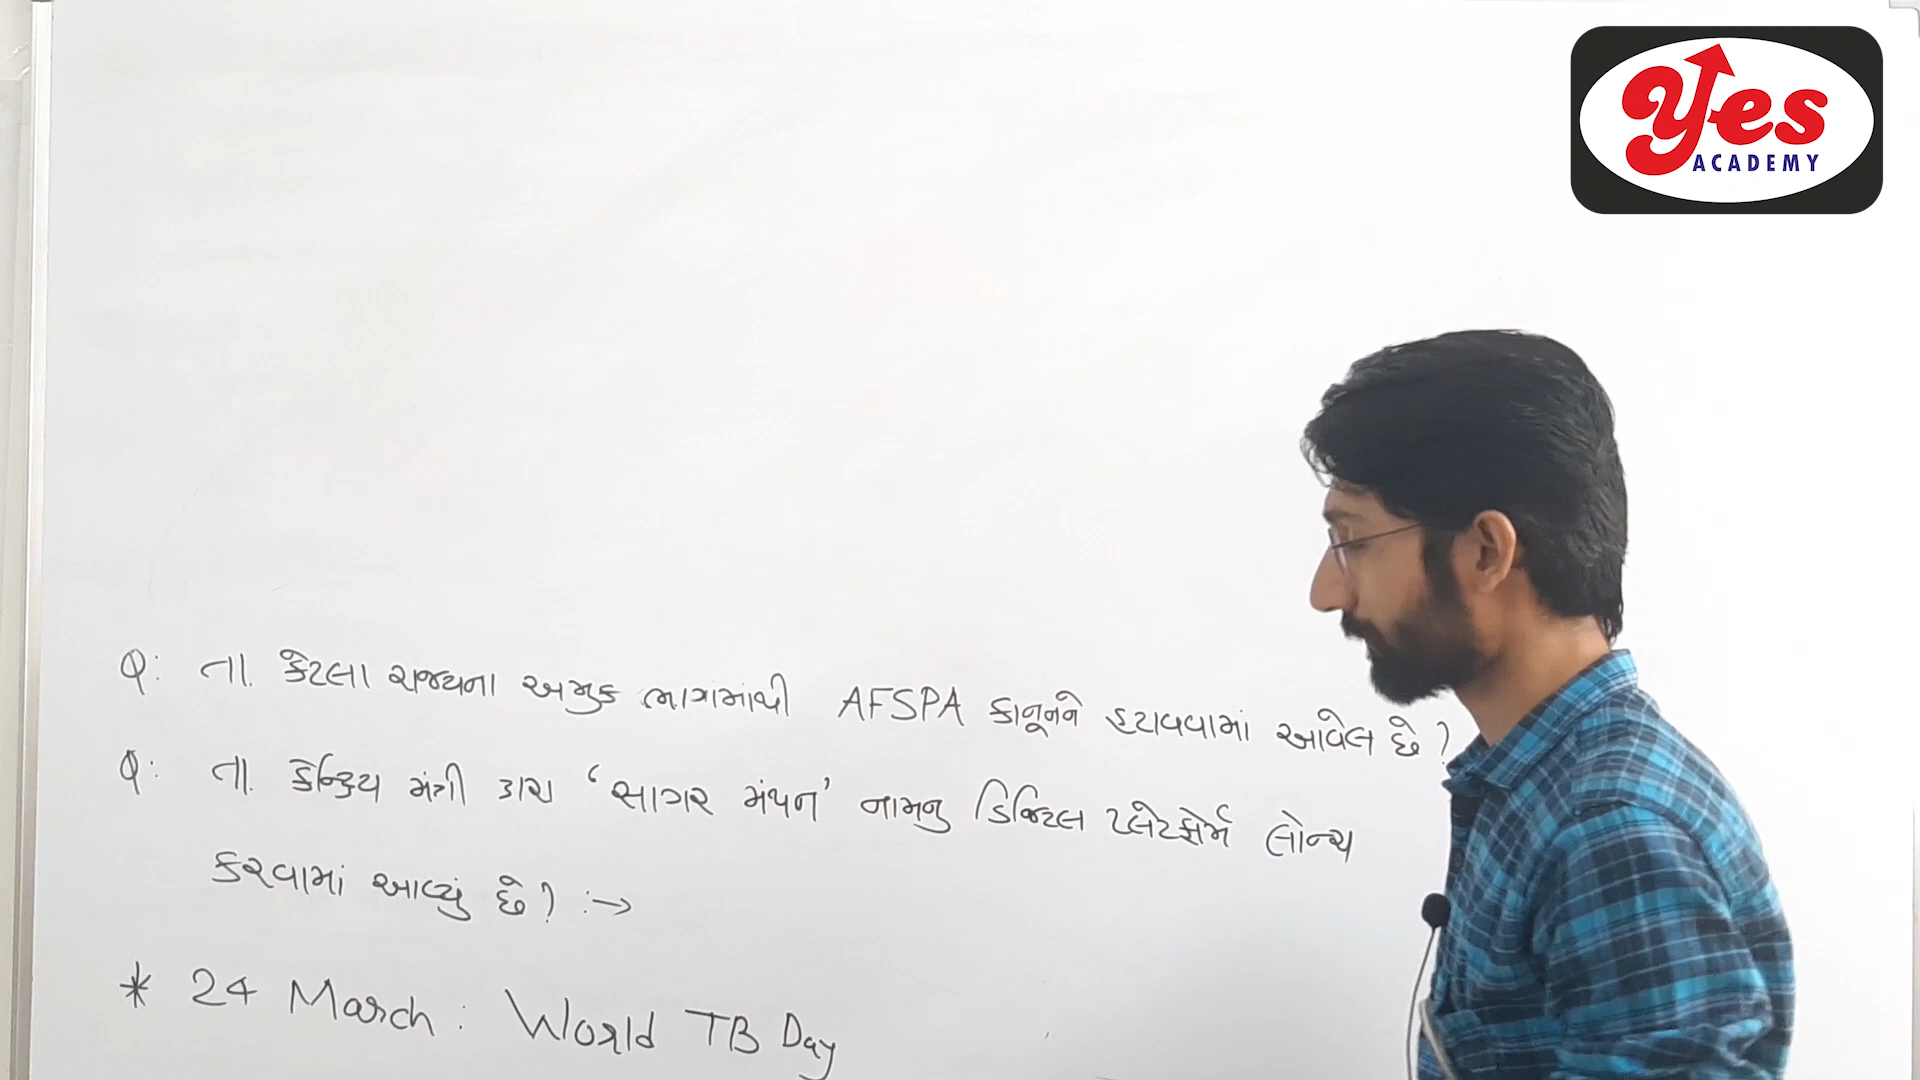 Yes
ACADEMY
Q: તા. કેટલા રાજ્યના અમુક ભાગમાંથી AFSPA કાનૂનને હટાવવામાં આવેલ છે?
Q: તા. કેન્દ્રિય મંત્રી દ્વારા ‘સાગર મંથન’ નામનુ ડિજિટલ પ્લેટફોર્મ લોન્ચ
કરવામાં આવ્યું છે? :→
* 24 March: World TB Day